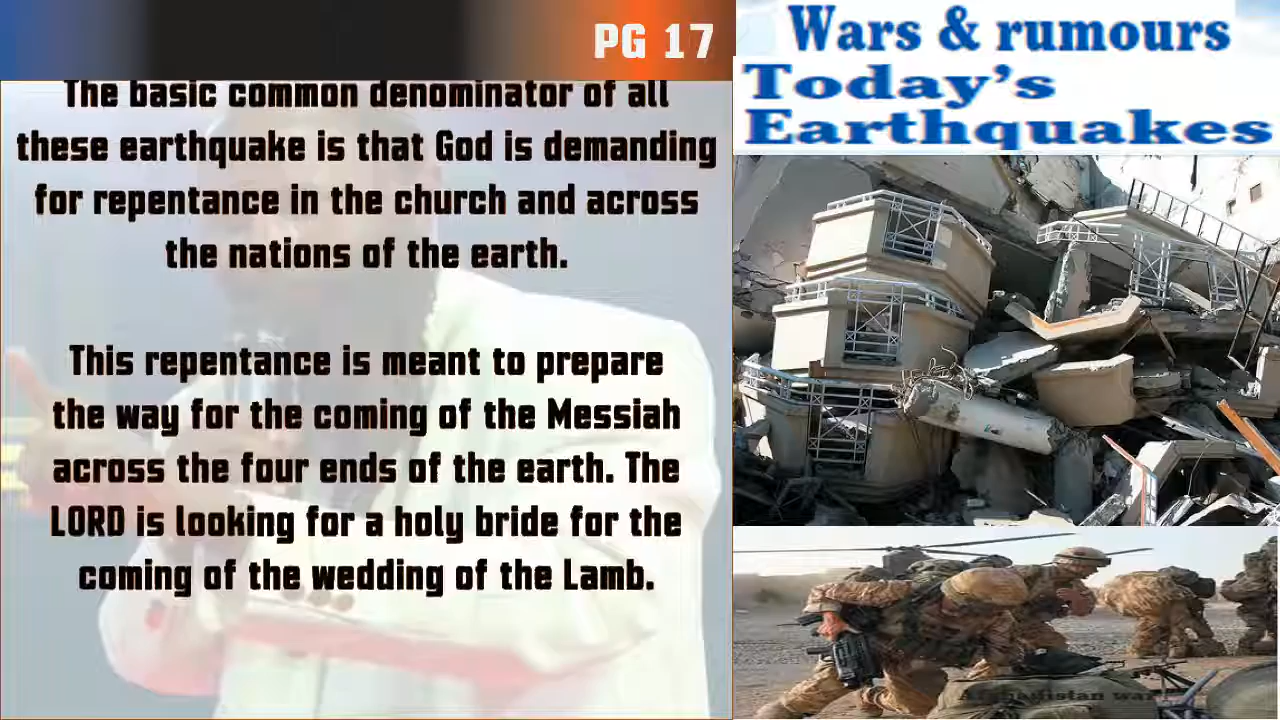 PG 17
The basic common denominator of all
these earthquake is that God is demanding
for repentance in the church and across
the nations of the earth.
This repentance is meant to prepare
the way for the coming of the Messiah
across the four ends of the earth. The
LORD is looking for a holy bride for the
coming of the wedding of the Lamb.
Wars & rumours
Today's
Earthquakes
Afghadistan war